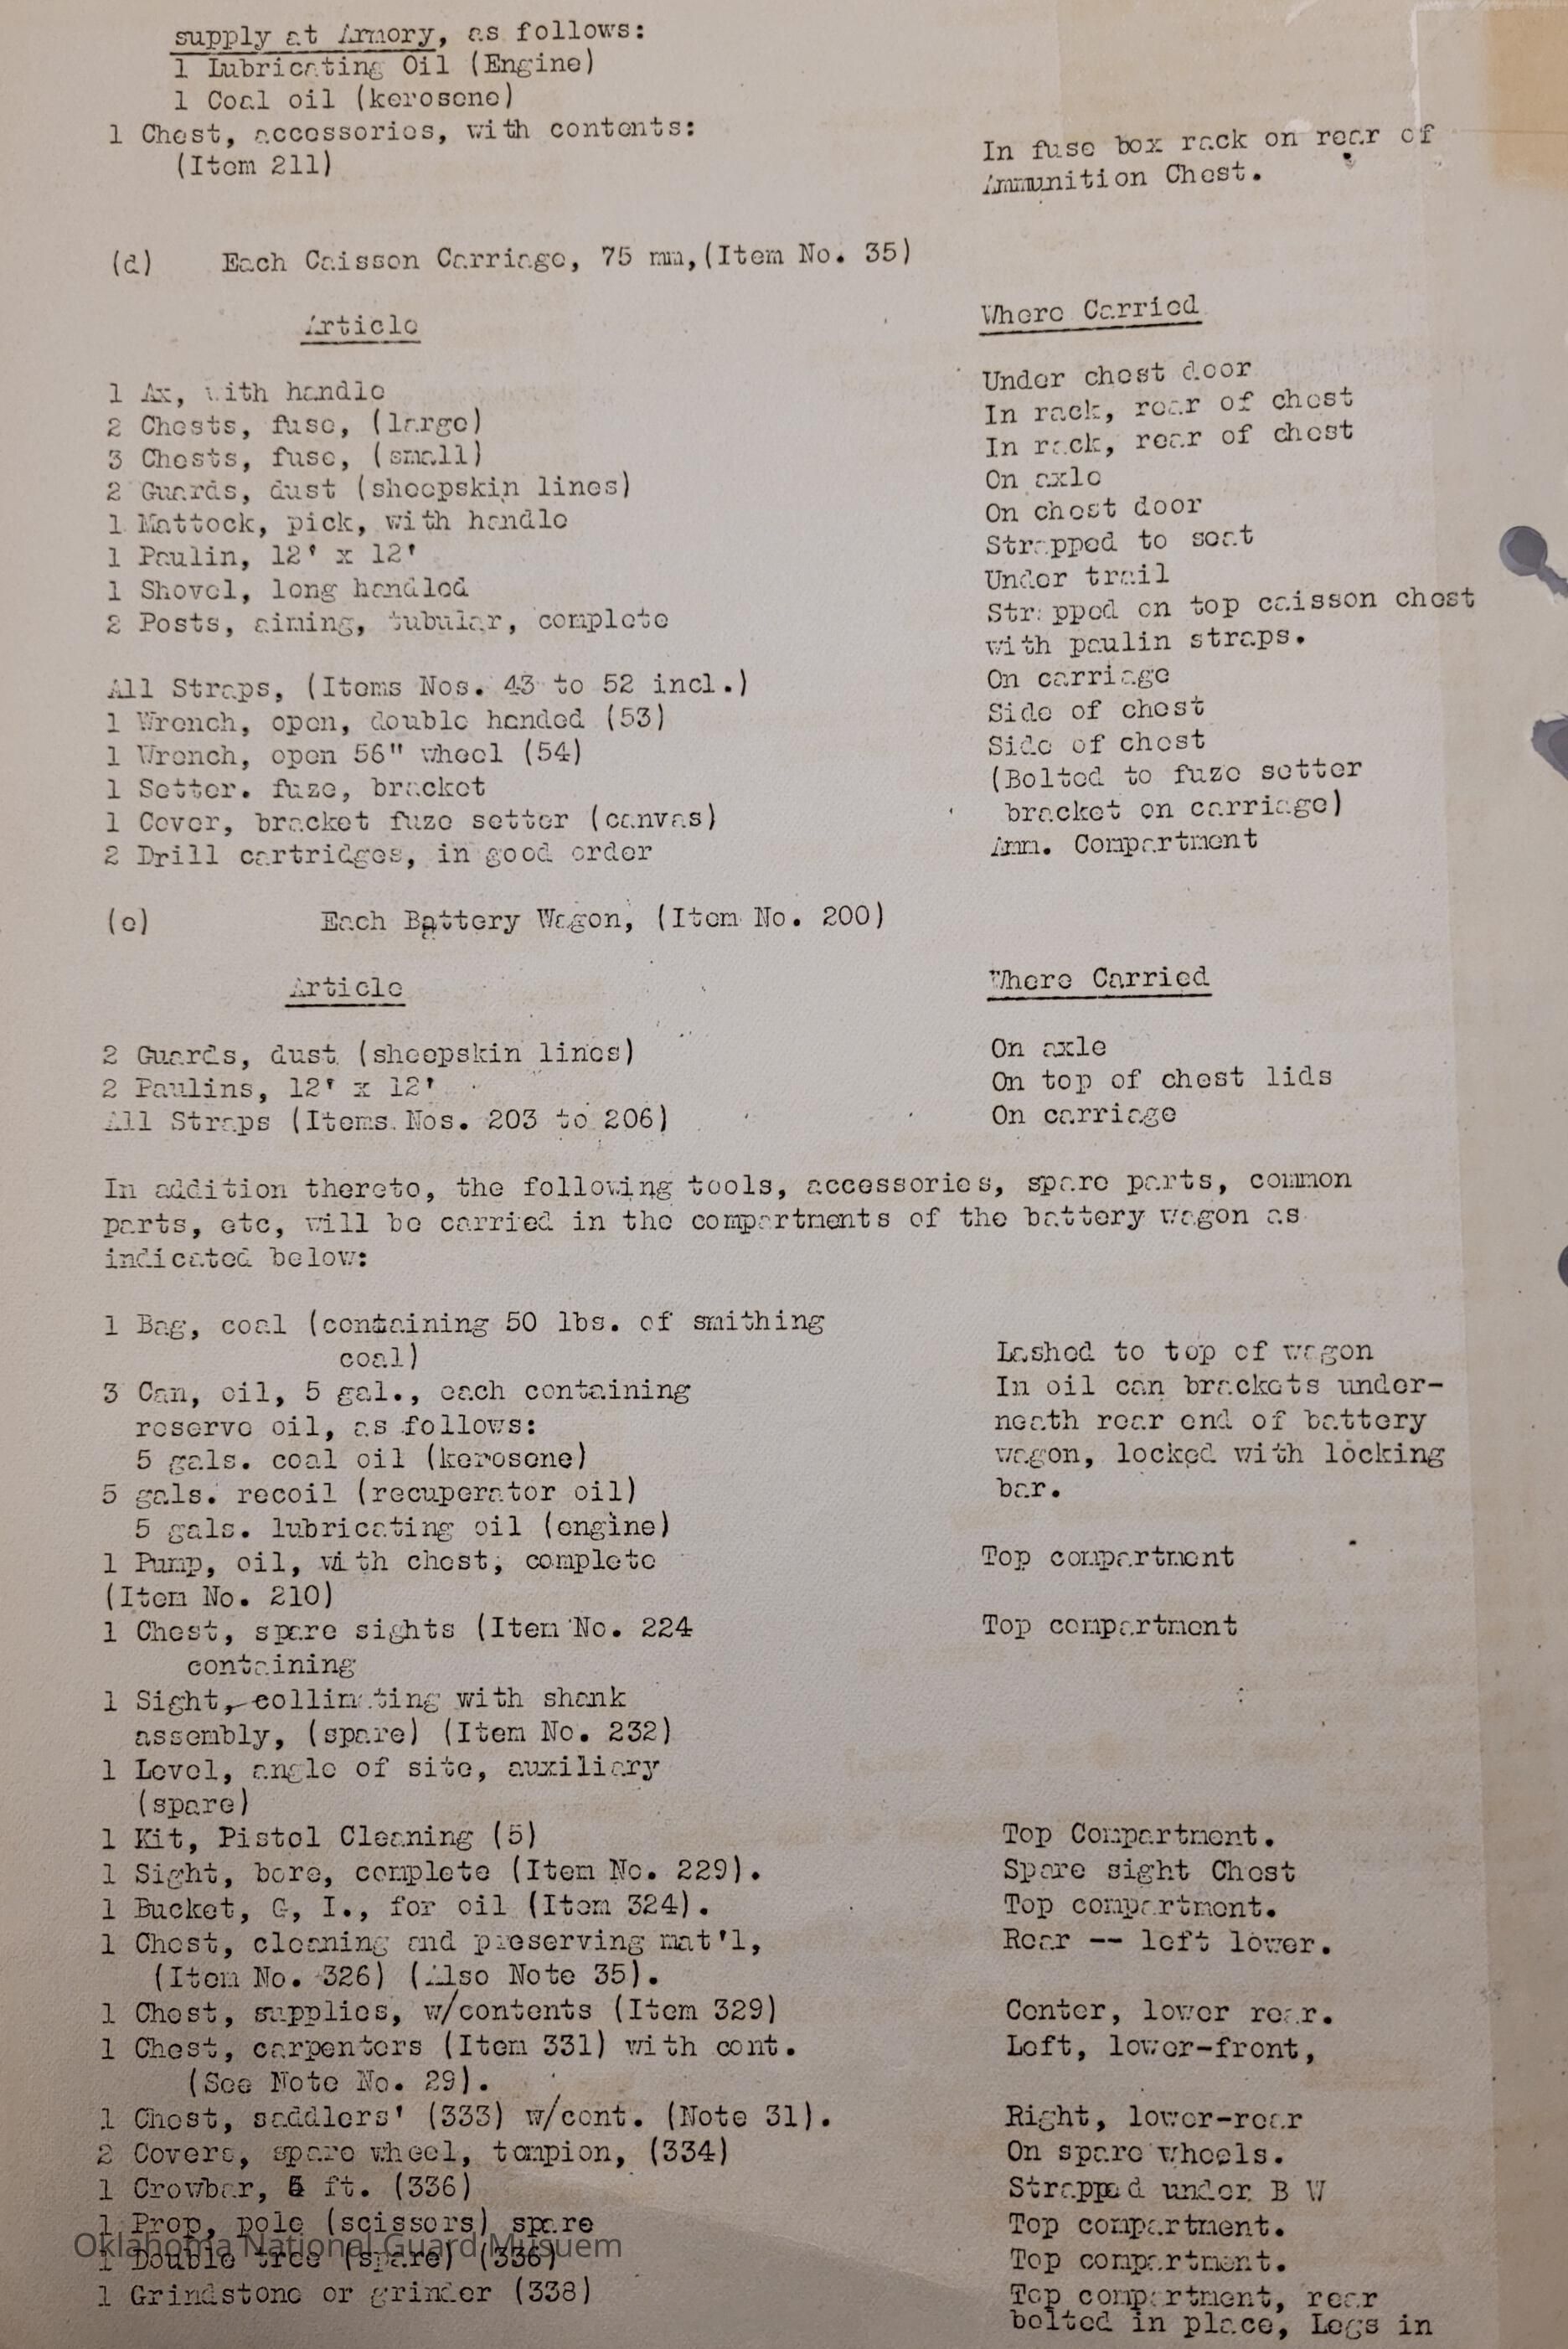 supply at Armory, as follows:
1 Lubricating Oil (Engine)
1 Coal oil (kerosene)
1 Chest, accessories, with contents:
(Item 211)
In fuse box rack on rear of
Ammunition Chest.
(d) Each Caisson Carriage, 75 mm,(Item No. 35)
Article Where Carried
1 Ax, with handle Under chest door
2 Chests, fuse, (large) In rack, rear of chest
3 Chests, fuse, (small) In rack, rear of chest
2 Guards, dust (sheepskin lines) On axle
1 Mattock, pick, with handle On chest door
1 Paulin, 12' x 12' Strapped to seat
1 Shovel, long handled Under trail
2 Posts, aiming, tubular, complete Strapped on top caisson chest
with paulin straps.
All Straps, (Items Nos. 43 to 52 incl.) On carriage
1 Wrench, open, double handed (53) Side of chest
1 Wrench, open 56" wheel (54) Side of chest
1 Setter. fuze, bracket (Bolted to fuze setter
1 Cover, bracket fuze setter (canvas) bracket on carriage)
2 Drill cartridges, in good order Amm. Compartment
(e) Each Battery Wagon, (Item No. 200)
Article Where Carried
2 Guards, dust (sheepskin lines) On axle
2 Paulins, 12' x 12' On top of chest lids
All Straps (Items Nos. 203 to 206) On carriage
In addition thereto, the following tools, accessories, spare parts, common
parts, etc, will be carried in the compartments of the battery wagon as
indicated below:
1 Bag, coal (containing 50 lbs. of smithing
coal) Lashed to top of wagon
3 Can, oil, 5 gal., each containing In oil can brackets under-
reserve oil, as follows: neath rear end of battery
5 gals. coal oil (kerosene) wagon, locked with locking
5 gals. recoil (recuperator oil) bar.
5 gals. lubricating oil (engine)
1 Pump, oil, with chest, complete Top compartment
(Item No. 210)
1 Chest, spare sights (Item No. 224 Top compartment
containing
1 Sight, collimating with shank
assembly, (spare) (Item No. 232)
1 Level, angle of site, auxiliary
(spare)
1 Kit, Pistol Cleaning (5) Top Compartment.
1 Sight, bore, complete (Item No. 229). Spare sight Chest
1 Bucket, G, I., for oil (Item 324). Top compartment.
1 Chest, cleaning and preserving mat'l, Rear -- left lower.
(Item No. 326) (Also Note 35).
1 Chest, supplies, w/contents (Item 329) Center, lower rear.
1 Chest, carpenters (Item 331) with cont. Left, lower-front,
(See Note No. 29).
1 Chest, saddlers' (333) w/cont. (Note 31). Right, lower-rear
2 Covers, spare wheel, tompion, (334) On spare wheels.
1 Crowbar, 5 ft. (336) Strapped under B W
1 Prop, pole (scissors) spare Top compartment.
Oklahoma National Guard Musuem
1 Double tree (spare) (336) Top compartment.
1 Grindstone or grinder (338) Top compartment, rear
bolted in place, Legs in